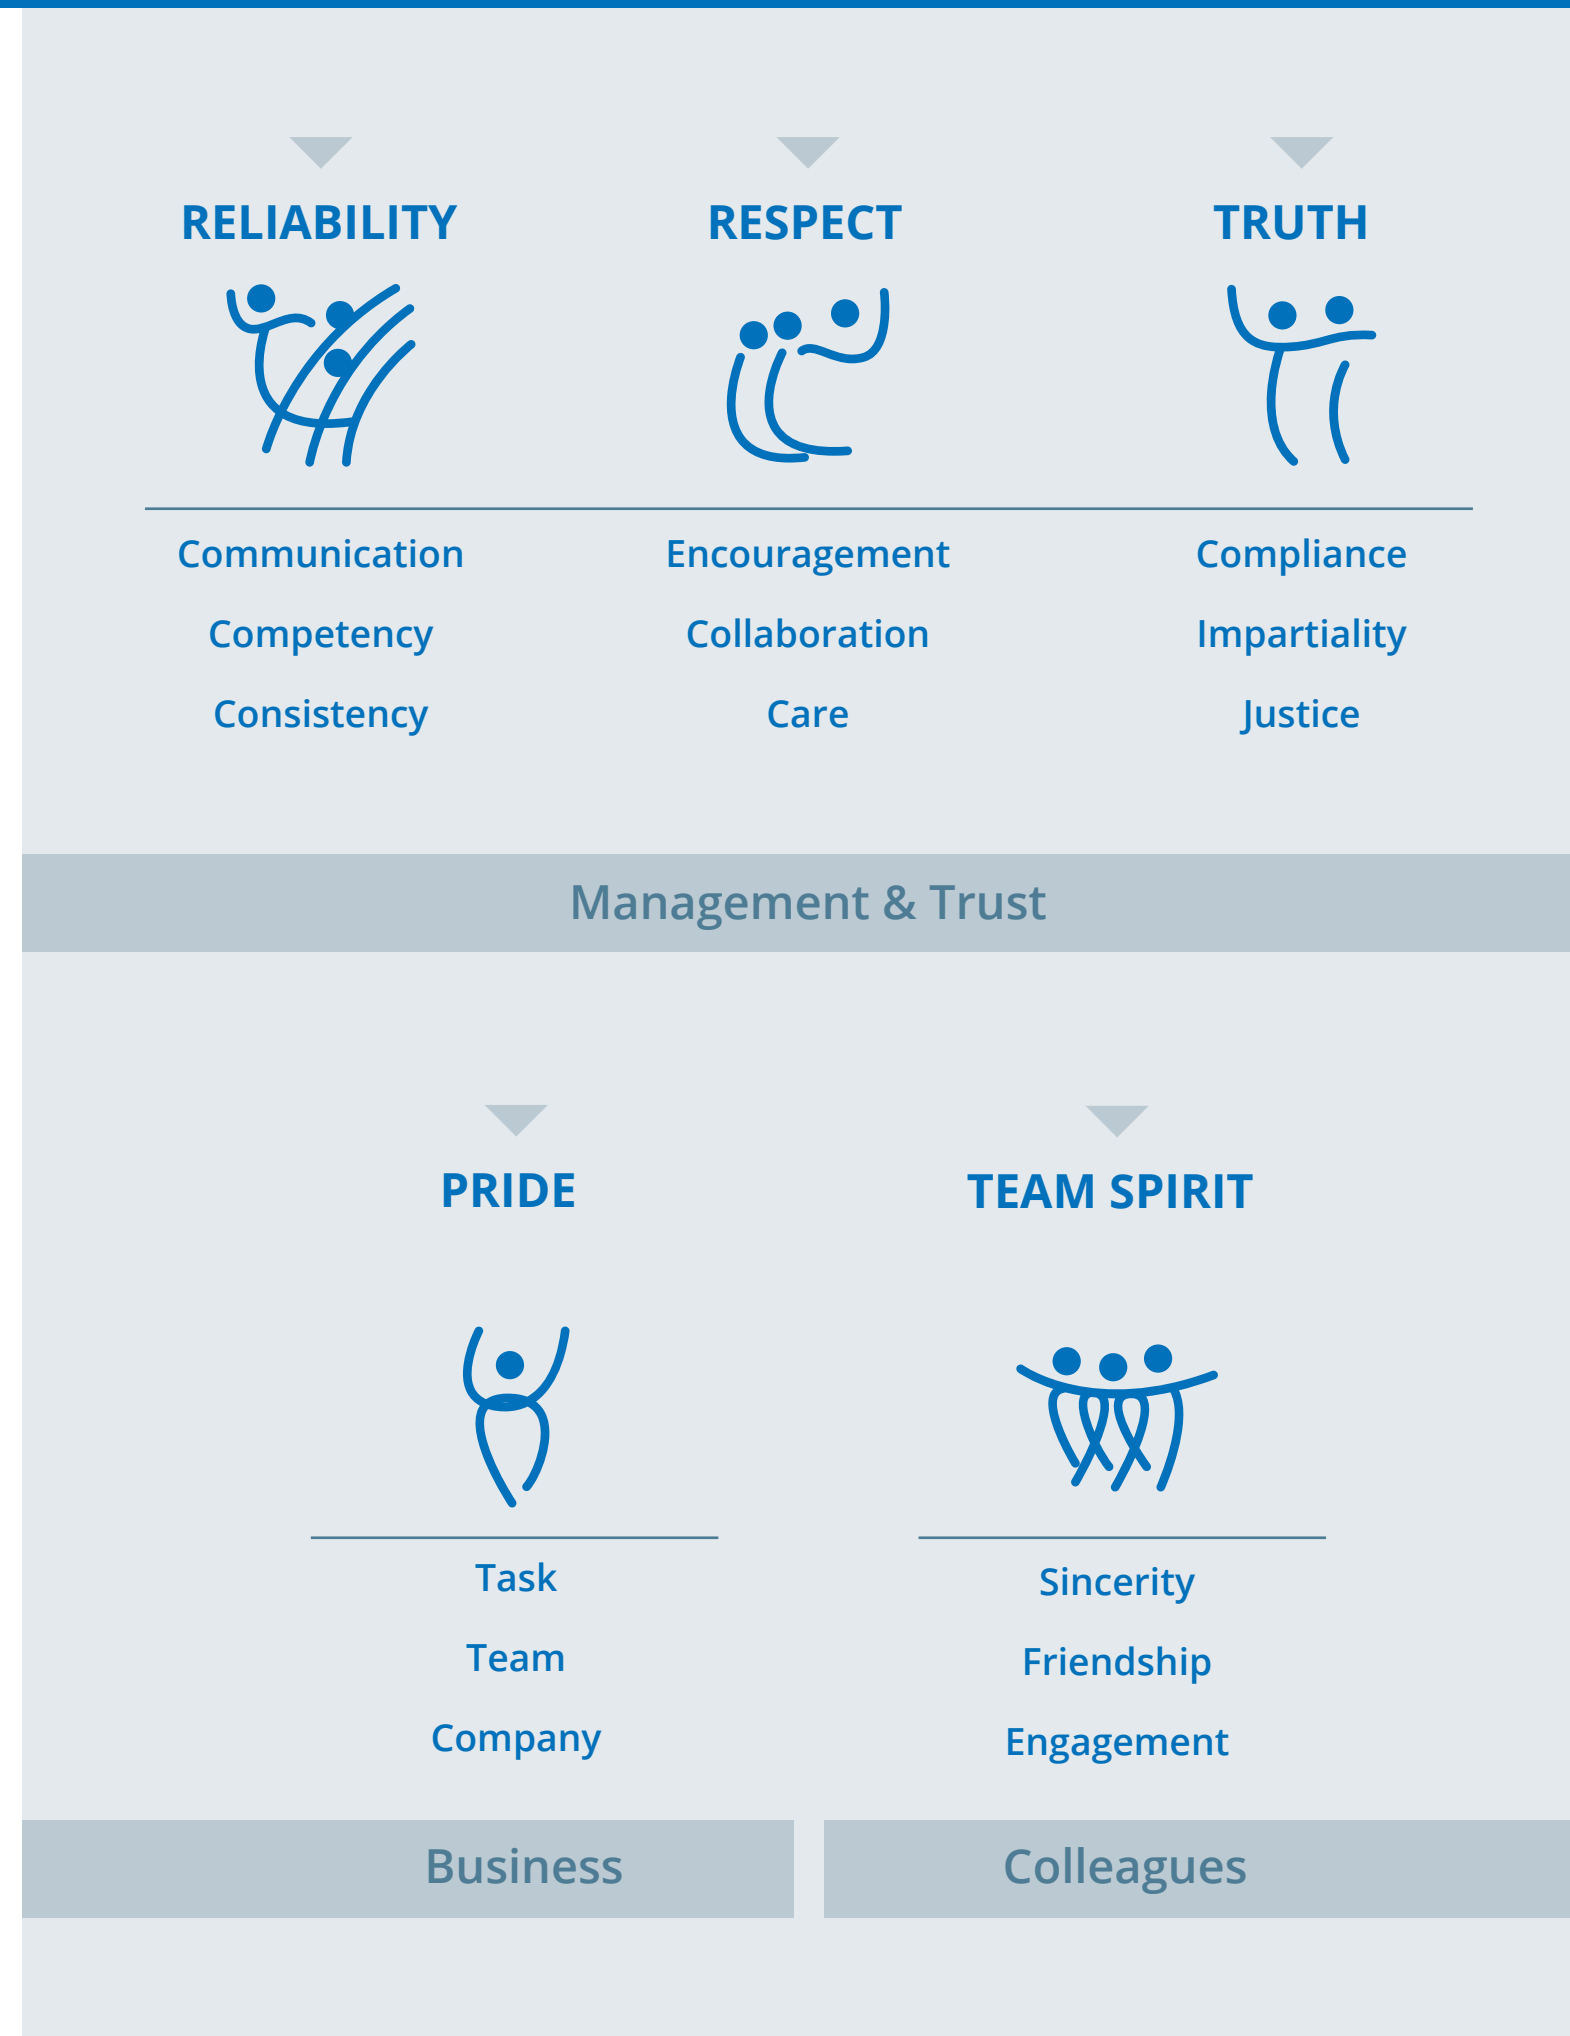 RELIABILITY
RESPECT
TRUTH
Communication
Encouragement
Compliance
Competency
Collaboration
Impartiality
Consistency
Care
Justice
Management & Trust
PRIDE
TEAM SPIRIT
Task
Sincerity
Team
Friendship
Company
Engagement
Business
Colleagues